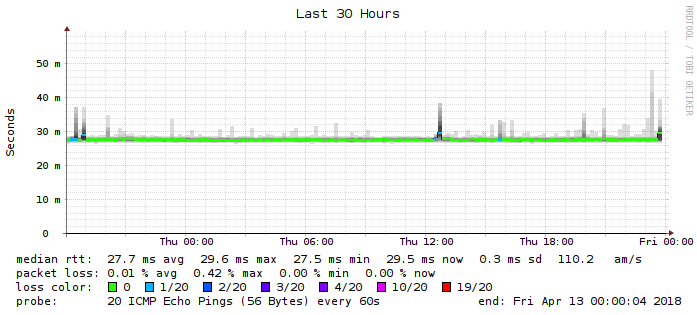 Last 30 Hours
RRDTOOL / TOBI OETIKER
Seconds
50 m
40 m
30 m
20 m
10 m
0
Thu 00:00 Thu 06:00 Thu 12:00 Thu 18:00 Fri 00:00
median rtt: 27.7 ms avg 29.6 ms max 27.5 ms min 29.5 ms now 0.3 ms sd 110.2 am/s
packet loss: 0.01 % avg 0.42 % max 0.00 % min 0.00 % now
loss color: 0 1/20 2/20 3/20 4/20 10/20 19/20
probe: 20 ICMP Echo Pings (56 Bytes) every 60s end: Fri Apr 13 00:00:04 2018